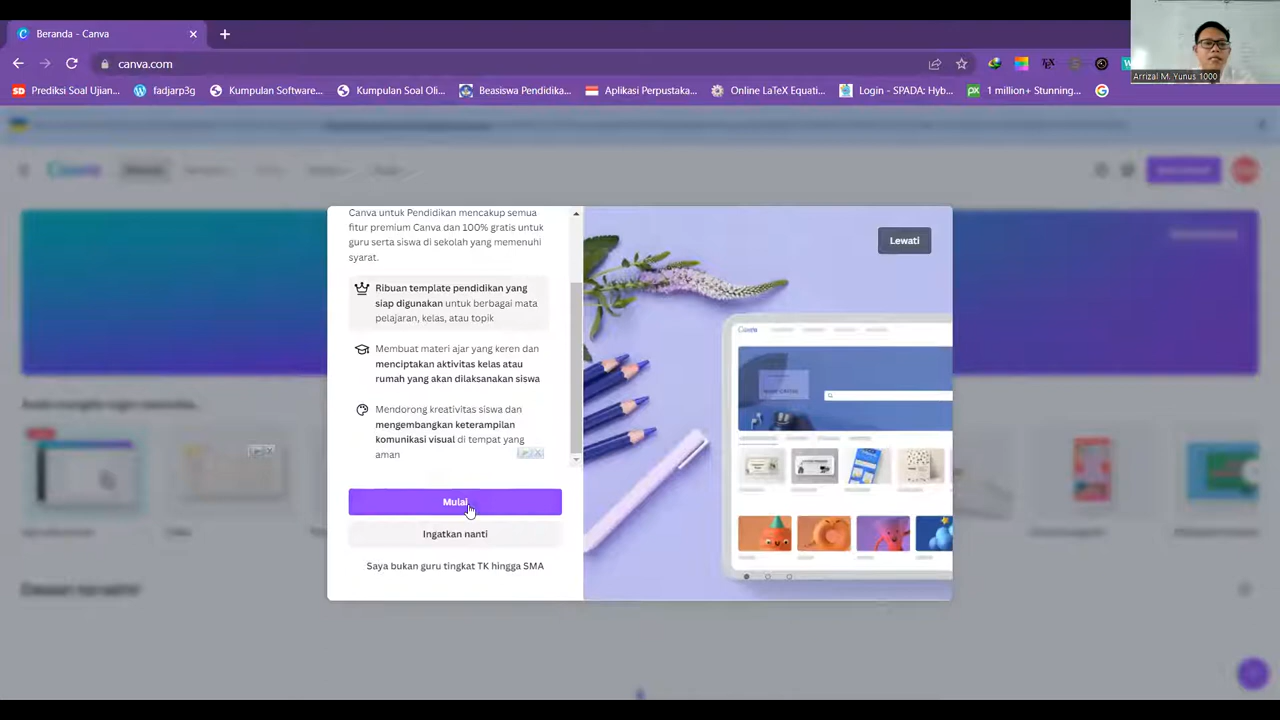 Beranda - Canva
canva.com
Prediksi Soal Ujian...
fadjarp3g
Kumpulan Software...
Kumpulan Soal Oli...
Beasiswa Pendidika...
Aplikasi Perpustaka...
Online LaTeX Equati...
Login - SPADA: Hyb...
1 million+ Stunning...
Arrizal M. Yunus 1000
Canva
Canva untuk Pendidikan mencakup semua
fitur premium Canva dan 100% gratis untuk
guru serta siswa di sekolah yang memenuhi
syarat.
Ribuan template pendidikan yang
siap digunakan untuk berbagai mata
pelajaran, kelas, atau topik
Membuat materi ajar yang keren dan
menciptakan aktivitas kelas atau
rumah yang akan dilaksanakan siswa
Mendorong kreativitas siswa dan
mengembangkan keterampilan
komunikasi visual di tempat yang
aman
Mulai
Ingatkan nanti
Saya bukan guru tingkat TK hingga SMA
Lewati
Canva